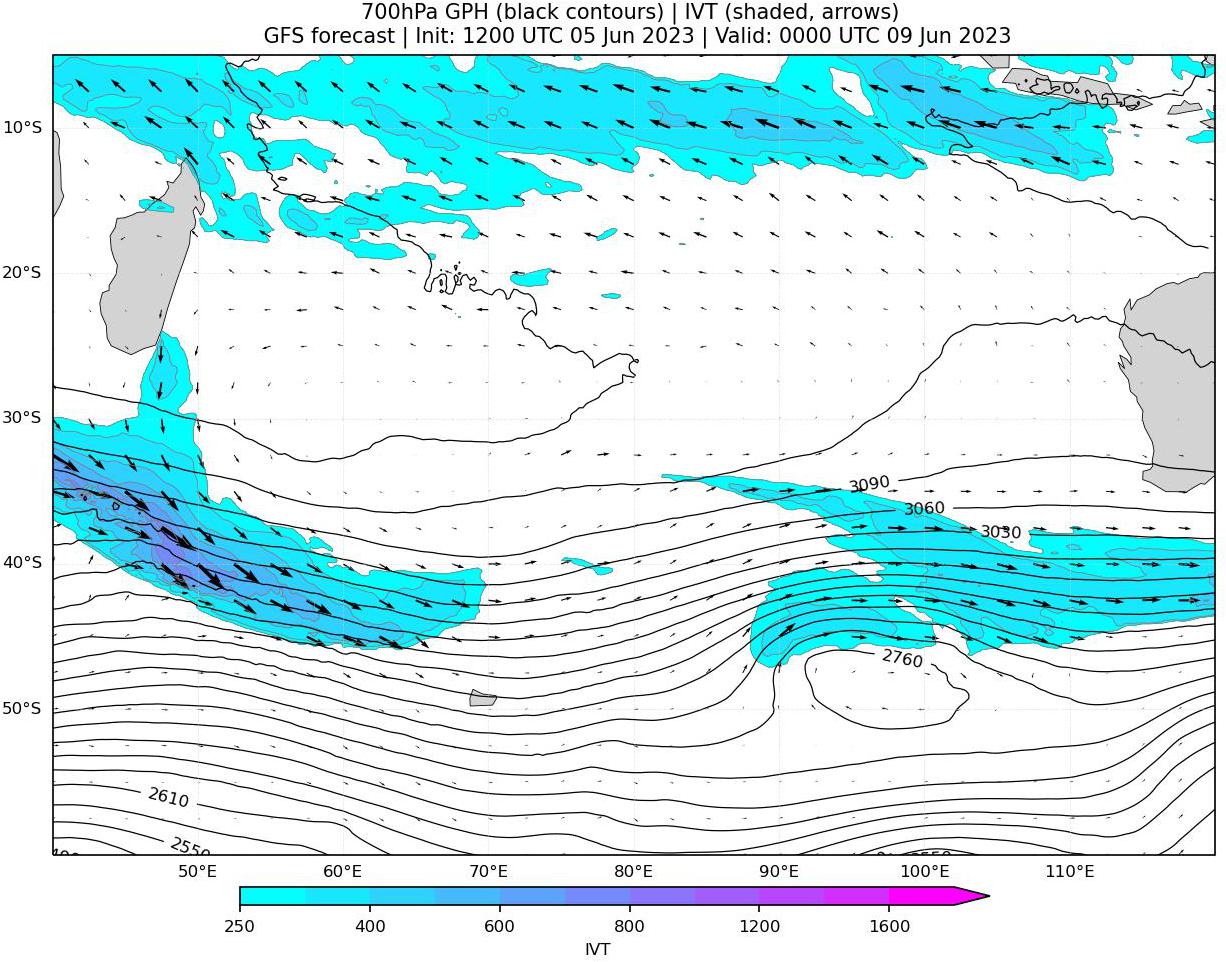 700hPa GPH (black contours) | IVT (shaded, arrows)
GFS forecast | Init: 1200 UTC 05 Jun 2023 | Valid: 0000 UTC 09 Jun 2023
10°S
20°S
30°S
3090
3060
3030
40°S
2760
50°S
2610
2550
50°E 60°E 70°E 80°E 90°E 100°E 110°E
250 400 600 800 1200 1600
IVT